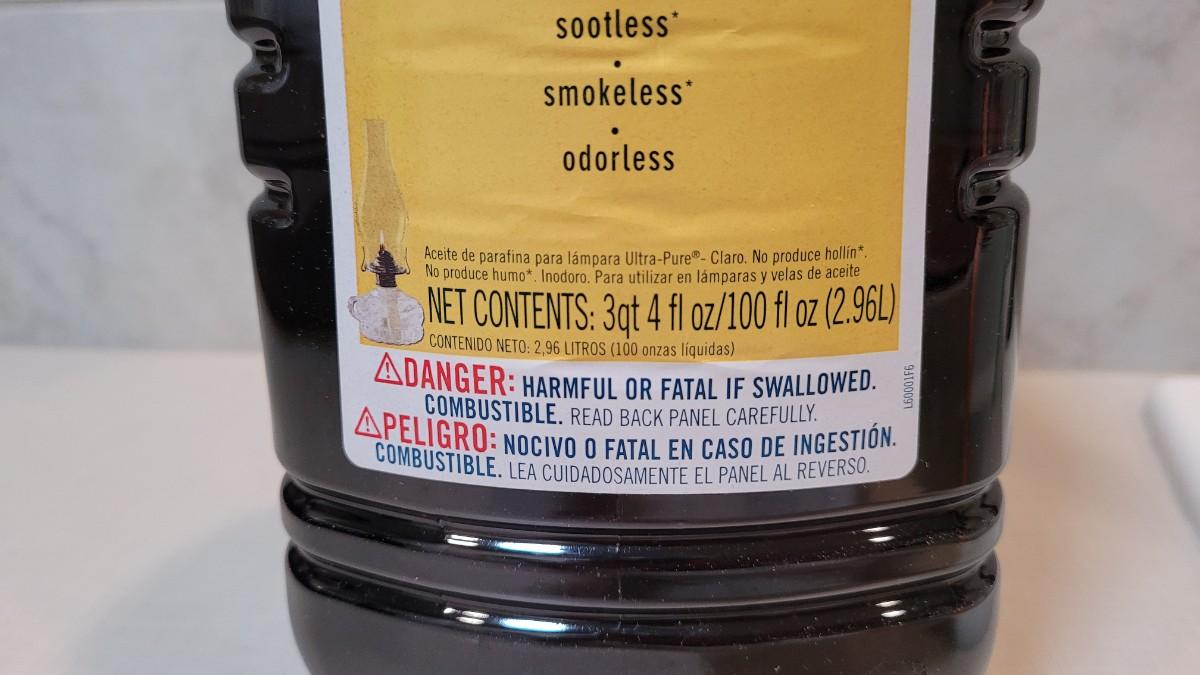 sootless*
•
smokeless*
•
odorless
Aceite de parafina para lámpara Ultra-Pure®- Claro. No produce hollín*.
No produce humo*. Inodoro. Para utilizar en lámparas y velas de aceite
NET CONTENTS: 3qt 4 fl oz/100 fl oz (2.96L)
CONTENIDO NETO: 2,96 LITROS (100 onzas líquidas)
⚠DANGER: HARMFUL OR FATAL IF SWALLOWED.
COMBUSTIBLE. READ BACK PANEL CAREFULLY.
⚠PELIGRO: NOCIVO O FATAL EN CASO DE INGESTIÓN.
COMBUSTIBLE. LEA CUIDADOSAMENTE EL PANEL AL REVERSO.
L60001F6